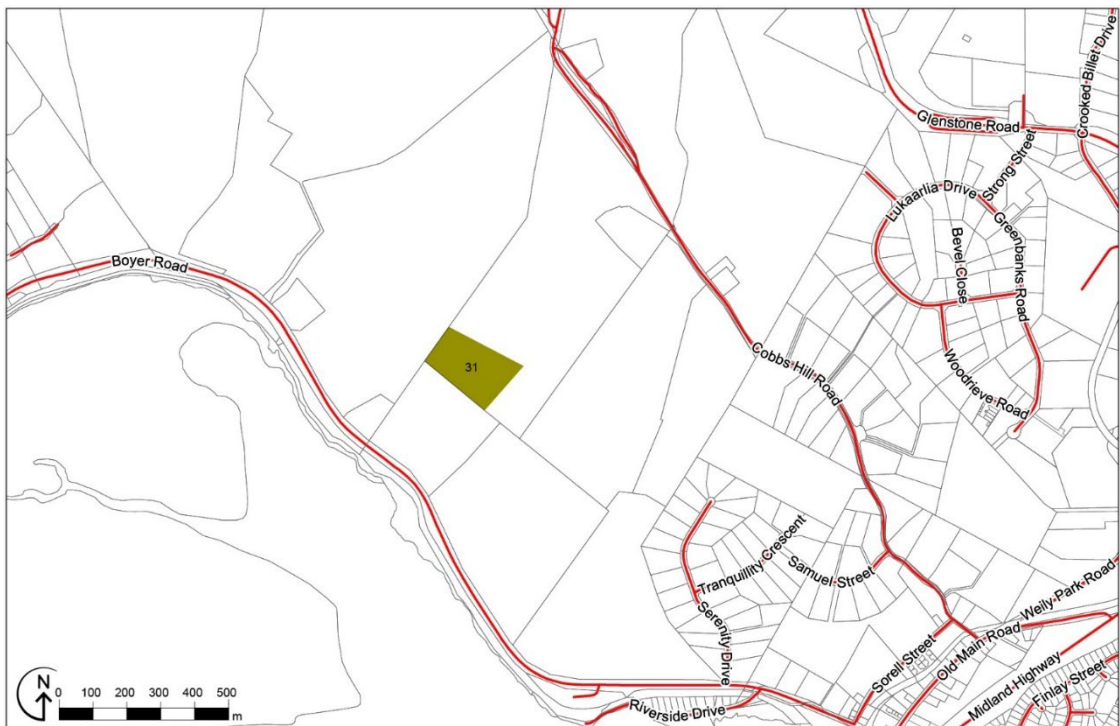 Glenstone Road
Crooked Billet Drive
Strong Street
Lukaarlia Drive
Greenbanks Road
Bevel Close
Boyer Road
Cobbs Hill Road
Woodrieve Road
31
Tranquillity Crescent
Samuel Street
Serenity Drive
Weily Park Road
Old Main Road
Sorell Street
Midland Highway
Finlay Street
Riverside Drive
N
0 100 200 300 400 500
m